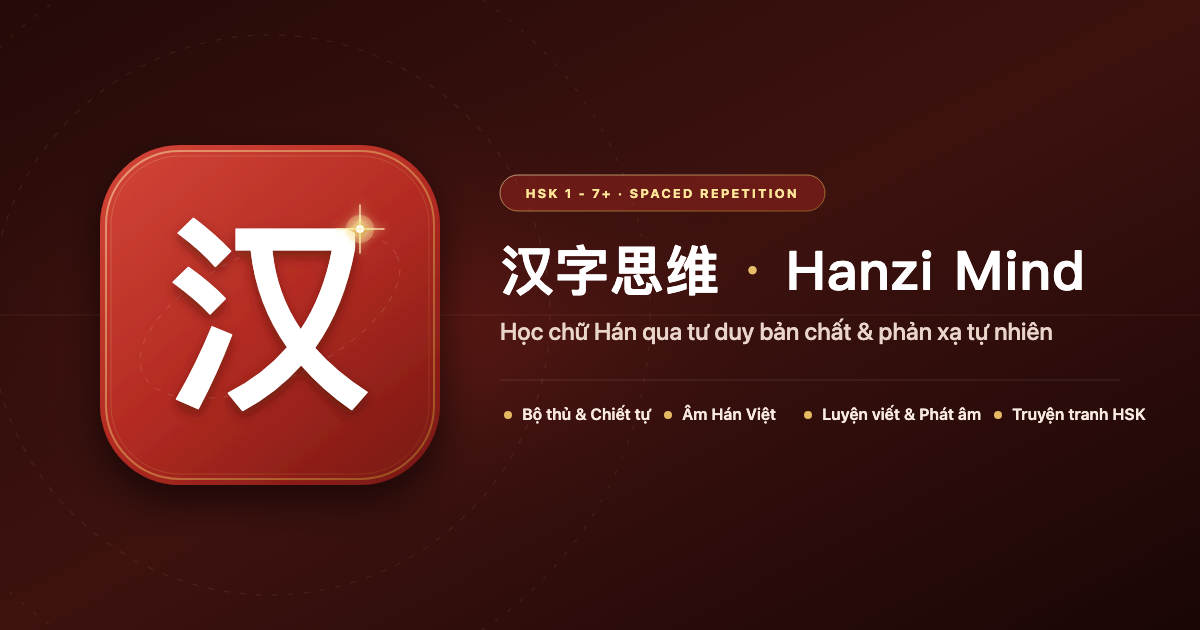 汉
HSK 1 - 7+ · SPACED REPETITION
汉字思维 · Hanzi Mind
Học chữ Hán qua tư duy bản chất & phản xạ tự nhiên
• Bộ thủ & Chiết tự • Âm Hán Việt • Luyện viết & Phát âm • Truyện tranh HSK